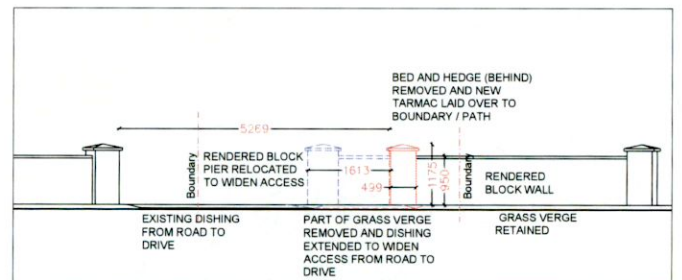 BED AND HEDGE (BEHIND)
REMOVED AND NEW
TARMAC LAID OVER TO
BOUNDARY / PATH
5269
Boundary
RENDERED BLOCK
PIER RELOCATED
TO WIDEN ACCESS
1613
499
1175
950
Boundary
RENDERED
BLOCK WALL
EXISTING DISHING
FROM ROAD TO
DRIVE
PART OF GRASS VERGE
REMOVED AND DISHING
EXTENDED TO WIDEN
ACCESS FROM ROAD TO
DRIVE
GRASS VERGE
RETAINED